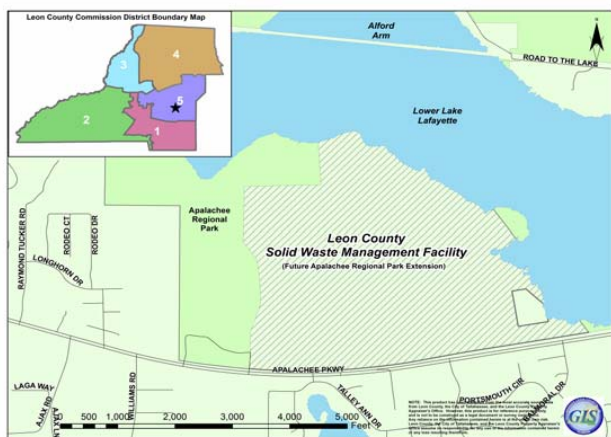 Leon County Commission District Boundary Map
4
3
5
2
1
Alford
Arm
ROAD TO THE LAKE
Lower Lake
Lafayette
Apalachee
Regional
Park
RAYMOND TUCKER RD
RODEO CT
RODEO DR
LONGHORN DR
Leon County
Solid Waste Management Facility
(Future Apalachee Regional Park Extension)
APALACHEE PKWY
LAGA WAY
AJAX RD
WILLIAMS RD
TALLEY ANN DR
PORTSMOUTH CIR
BALMORAL DR
500 1,000 2,000 3,000 4,000 5,000
Feet
GIS